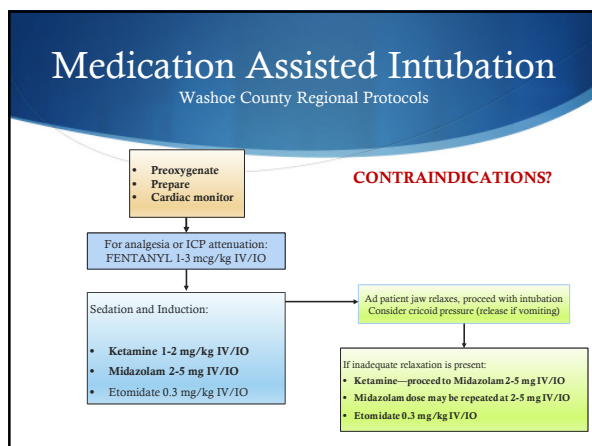 Medication Assisted Intubation
Washoe County Regional Protocols
• Preoxygenate
• Prepare
• Cardiac monitor
CONTRAINDICATIONS?
For analgesia or ICP attenuation:
FENTANYL 1-3 mcg/kg IV/IO
Sedation and Induction:
• Ketamine 1-2 mg/kg IV/IO
• Midazolam 2-5 mg IV/IO
• Etomidate 0.3 mg/kg IV/IO
Ad patient jaw relaxes, proceed with intubation
Consider cricoid pressure (release if vomiting)
If inadequate relaxation is present:
• Ketamine—proceed to Midazolam 2-5 mg IV/IO
• Midazolam dose may be repeated at 2-5 mg IV/IO
• Etomidate 0.3 mg/kg IV/IO